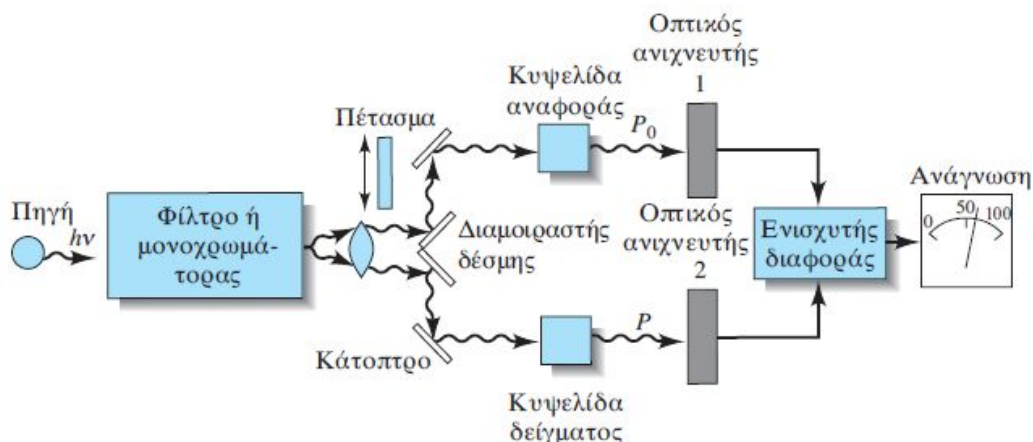 Οπτικός
ανιχνευτής
1
Κυψελίδα
αναφοράς
P₀
Πέτασμα
Πηγή
hν
Φίλτρο ή
μονοχρωμά-
τορας
Διαμοιραστής
δέσμης
Οπτικός
ανιχνευτής
2
Ενισχυτής
διαφοράς
Ανάγνωση
0 50 100
Κάτοπτρο
P
Κυψελίδα
δείγματος